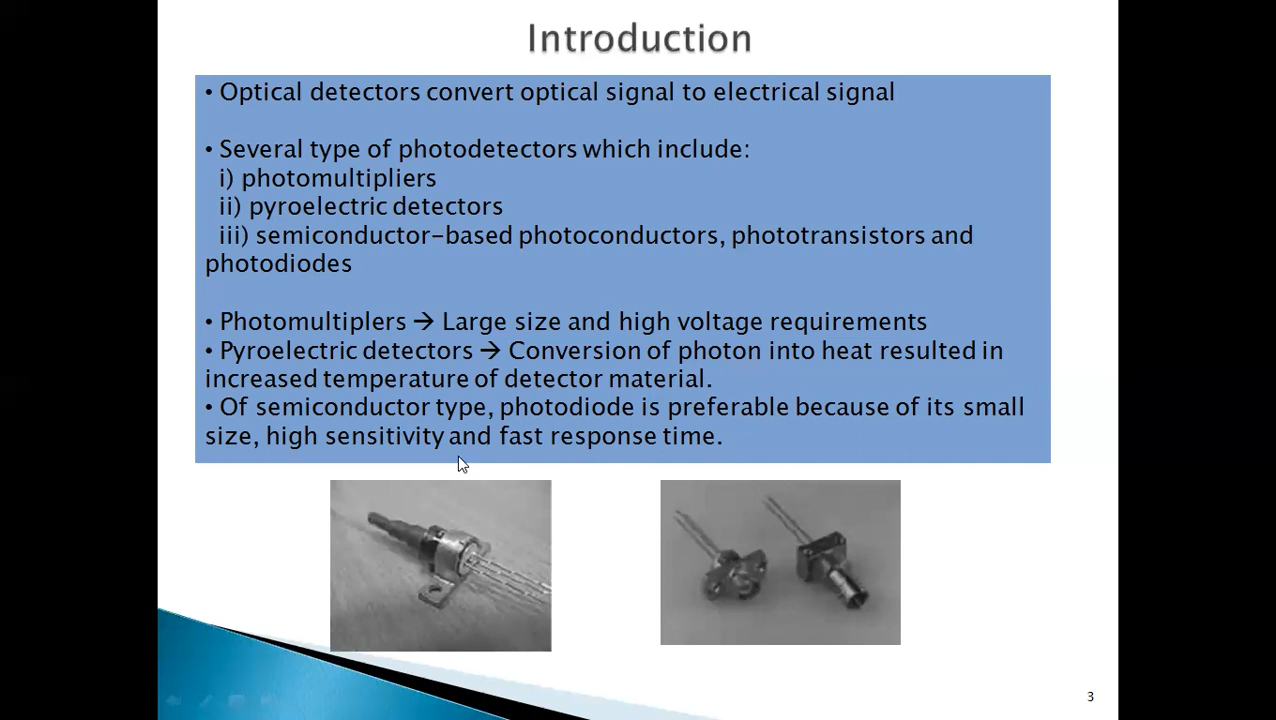 Introduction
• Optical detectors convert optical signal to electrical signal
• Several type of photodetectors which include:
i) photomultipliers
ii) pyroelectric detectors
iii) semiconductor-based photoconductors, phototransistors and
photodiodes
• Photomultiplers → Large size and high voltage requirements
• Pyroelectric detectors → Conversion of photon into heat resulted in
increased temperature of detector material.
• Of semiconductor type, photodiode is preferable because of its small
size, high sensitivity and fast response time.
3